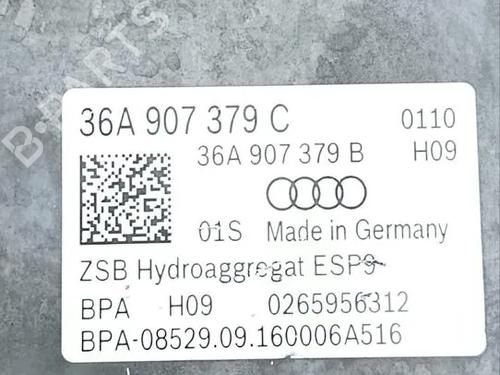 B-PARTS
36A 907 379 C 0110
36A 907 379 B H09
01S Made in Germany
ZSB Hydroaggregat ESP9
BPA H09 0265956312
BPA-08529.09.160006A516